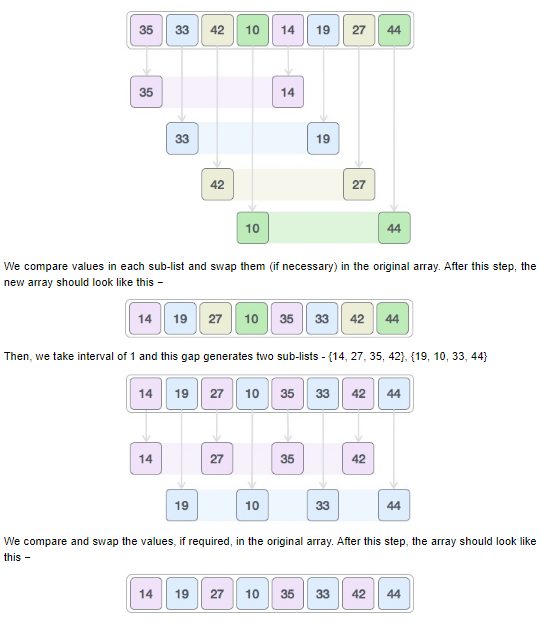 35 33 42 10 14 19 27 44
35 14
33 19
42 27
10 44
We compare values in each sub-list and swap them (if necessary) in the original array. After this step, the
new array should look like this –
14 19 27 10 35 33 42 44
Then, we take interval of 1 and this gap generates two sub-lists - {14, 27, 35, 42}, {19, 10, 33, 44}
14 19 27 10 35 33 42 44
14 27 35 42
19 10 33 44
We compare and swap the values, if required, in the original array. After this step, the array should look like
this –
14 19 27 10 35 33 42 44